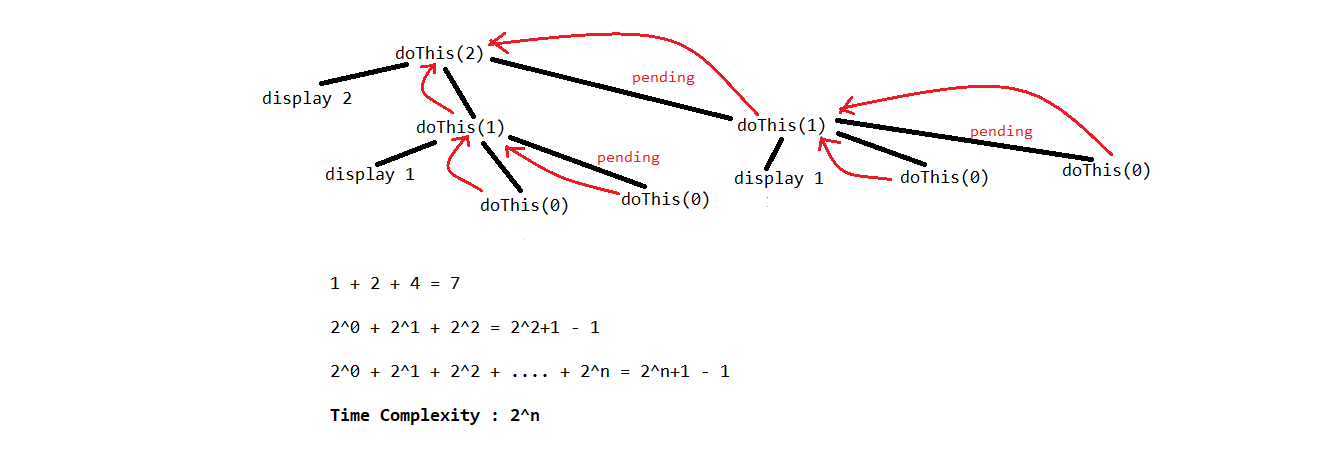 doThis(2)
pending
display 2
doThis(1)
doThis(1)
pending
pending
display 1
display 1
doThis(0)
doThis(0)
doThis(0)
doThis(0)
1 + 2 + 4 = 7
2^0 + 2^1 + 2^2 = 2^2+1 - 1
2^0 + 2^1 + 2^2 + .... + 2^n = 2^n+1 - 1
Time Complexity : 2^n